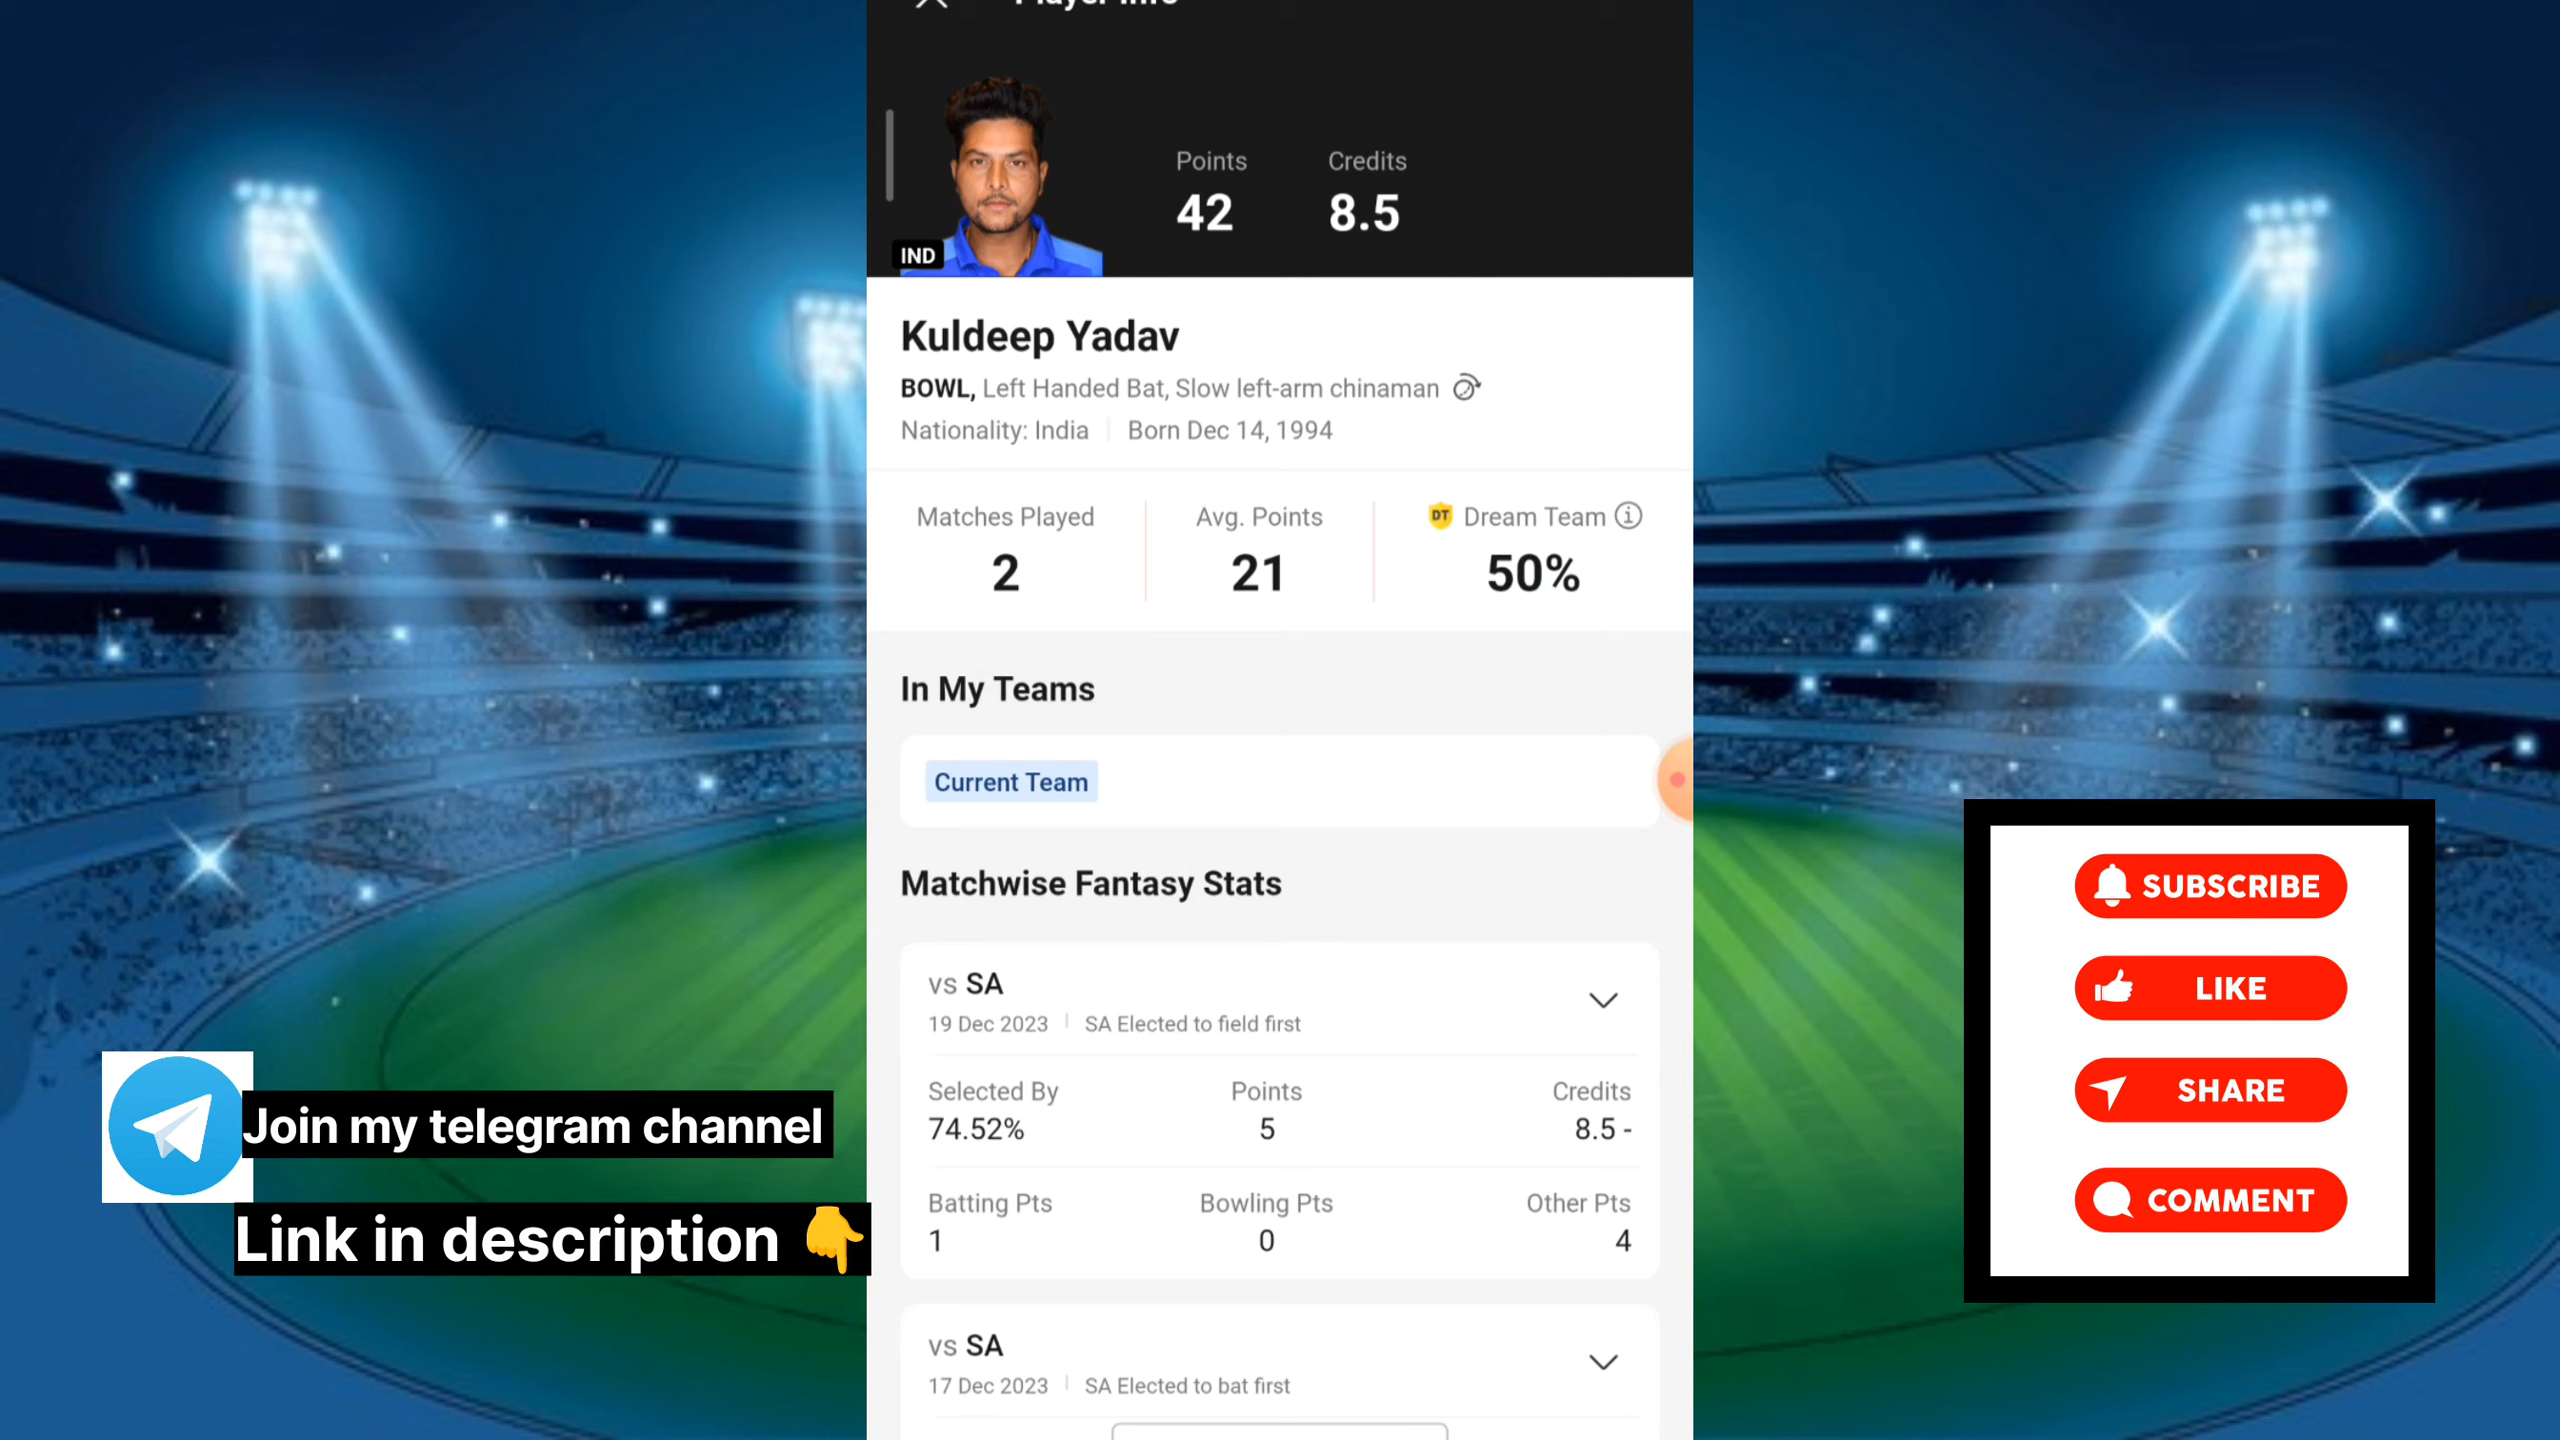 Player Info
Points
Credits
42
8.5
IND
Kuldeep Yadav
BOWL, Left Handed Bat, Slow left-arm chinaman
Nationality: India
Born Dec 14, 1994
Matches Played
Avg. Points
DT Dream Team
2
21
50%
In My Teams
Current Team
Matchwise Fantasy Stats
vs SA
19 Dec 2023
SA Elected to field first
Selected By
Points
Credits
74.52%
5
8.5 -
Batting Pts
Bowling Pts
Other Pts
1
0
4
vs SA
17 Dec 2023
SA Elected to bat first
Join my telegram channel
Link in description 👇
SUBSCRIBE
LIKE
SHARE
COMMENT